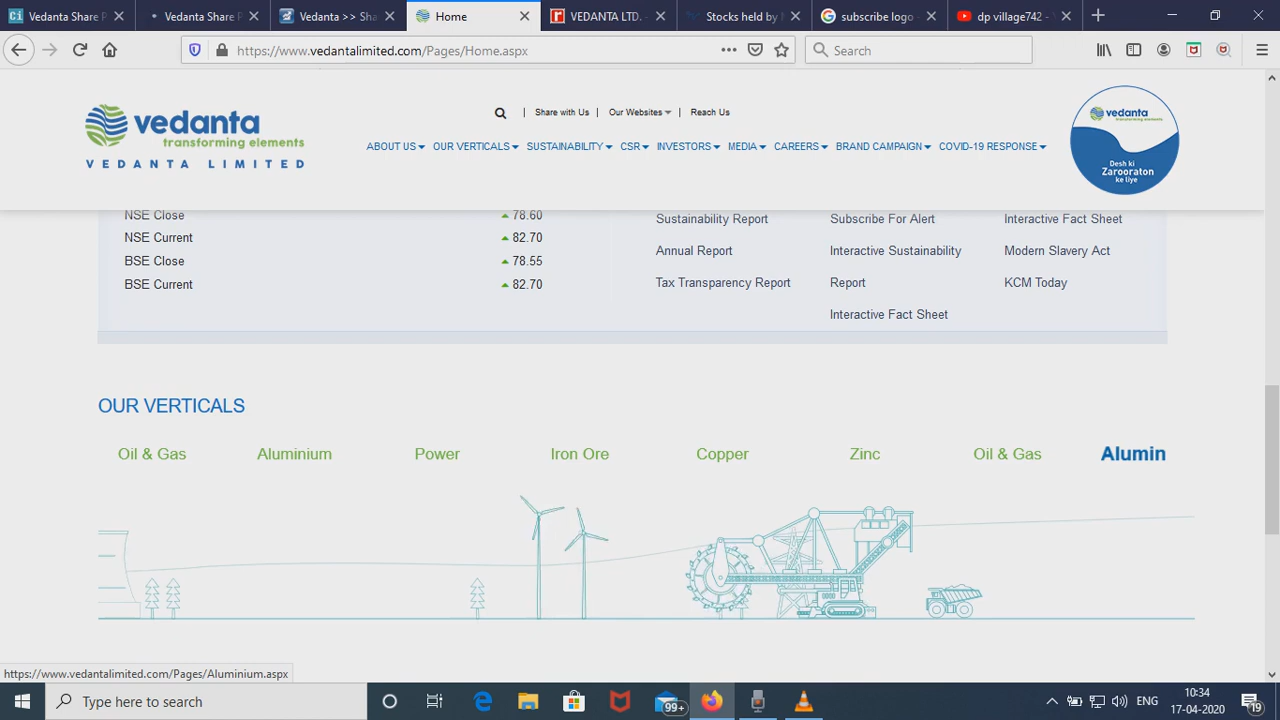 Vedanta Share P
Vedanta Share P
Vedanta >> Sha
Home
VEDANTA LTD. -
Stocks held by
subscribe logo -
dp village742 -
https://www.vedantalimited.com/Pages/Home.aspx
Search
vedanta
transforming elements
VEDANTA LIMITED
Share with Us
Our Websites
Reach Us
ABOUT US
OUR VERTICALS
SUSTAINABILITY
CSR
INVESTORS
MEDIA
CAREERS
BRAND CAMPAIGN
COVID-19 RESPONSE
vedanta
transforming elements
Desh ki
Zarooraton
ke liye
NSE Close 78.60
NSE Current 82.70
BSE Close 78.55
BSE Current 82.70
Sustainability Report
Annual Report
Tax Transparency Report
Subscribe For Alert
Interactive Sustainability
Report
Interactive Fact Sheet
Interactive Fact Sheet
Modern Slavery Act
KCM Today
OUR VERTICALS
Oil & Gas Aluminium Power Iron Ore Copper Zinc Oil & Gas Alumin
https://www.vedantalimited.com/Pages/Aluminium.aspx
Type here to search
99+
ENG
10:34
17-04-2020
19